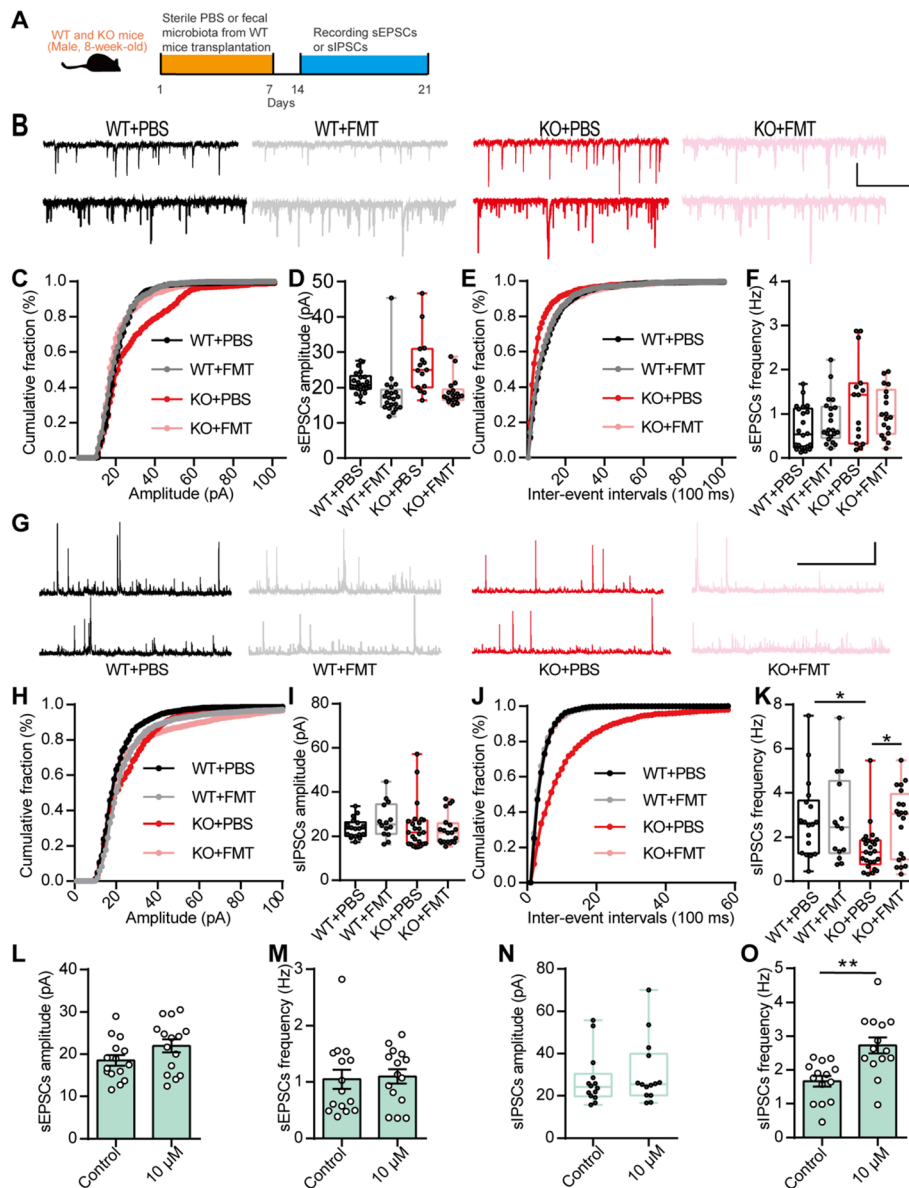 A
WT and KO mice
(Male, 8-week-old)
Sterile PBS or fecal
microbiota from WT
mice transplantation
Recording sEPSCs
or sIPSCs
1 7 14 21
Days
B
WT+PBS WT+FMT KO+PBS KO+FMT
C
Cumulative fraction (%)
1.0
0.8
0.6
0.4
0.2
0.0
WT+PBS
WT+FMT
KO+PBS
KO+FMT
20 40 60 80 100
Amplitude (pA)
D
sEPSCs amplitude (pA)
50
40
30
20
10
0
WT+PBS
WT+FMT
KO+PBS
KO+FMT
E
Cumulative fraction (%)
1.0
0.8
0.6
0.4
0.2
0.0
WT+PBS
WT+FMT
KO+PBS
KO+FMT
20 40 60 80 100
Inter-event intervals (100 ms)
F
sEPSCs frequency (Hz)
4
3
2
1
0
WT+PBS
WT+FMT
KO+PBS
KO+FMT
G
WT+PBS WT+FMT KO+PBS KO+FMT
H
Cumulative fraction (%)
1.0
0.8
0.6
0.4
0.2
0.0
WT+PBS
WT+FMT
KO+PBS
KO+FMT
0 20 40 60 80 100
Amplitude (pA)
I
sIPSCs amplitude (pA)
80
60
40
20
0
WT+PBS
WT+FMT
KO+PBS
KO+FMT
J
Cumulative fraction (%)
1.0
0.8
0.6
0.4
0.2
0.0
WT+PBS
WT+FMT
KO+PBS
KO+FMT
0 20 40 60
Inter-event intervals (100 ms)
K
sIPSCs frequency (Hz)
8
6
4
2
0
*
*
WT+PBS
WT+FMT
KO+PBS
KO+FMT
L
sEPSCs amplitude (pA)
40
30
20
10
0
Control
10 µM
M
sEPSCs frequency (Hz)
3
2
1
0
Control
10 µM
N
sIPSCs amplitude (pA)
80
60
40
20
0
Control
10 µM
O
sIPSCs frequency (Hz)
5
4
3
2
1
0
**
Control
10 µM